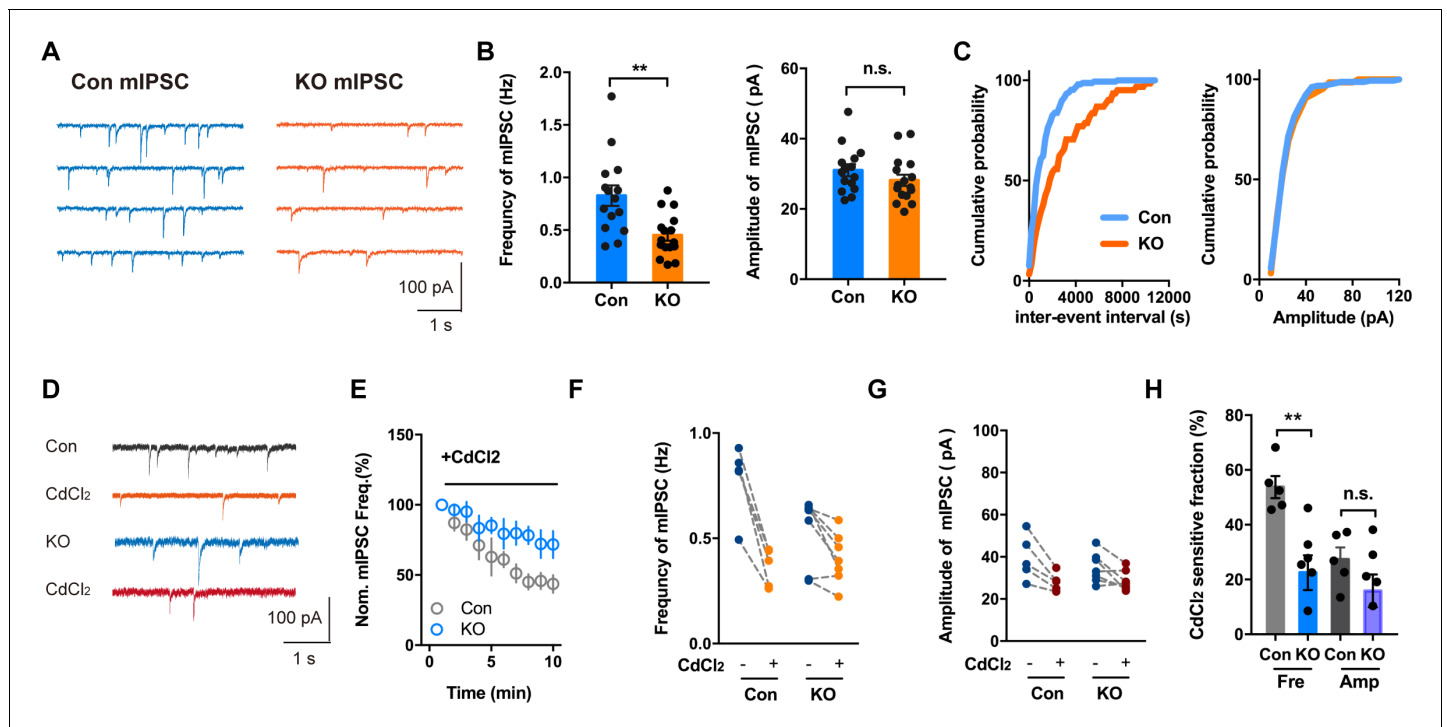 A
Con mIPSC
KO mIPSC
100 pA
1 s
B
Frequncy of mIPSC (Hz)
2.0
1.5
1.0
0.5
0.0
**
Con
KO
Amplitude of mIPSC ( pA)
60
40
20
0
n.s.
Con
KO
C
Cumulative probability
100
50
0
Con
KO
0
4000
8000
12000
inter-event interval (s)
Cumulative probability
100
50
0
0
40
80
120
Amplitude (pA)
D
Con
CdCl2
KO
CdCl2
100 pA
1 s
E
Nom. mIPSC Freq.(%)
150
100
50
0
+CdCl2
Con
KO
0
5
10
Time (min)
F
Frequncy of mIPSC (Hz)
1.0
0.5
0.0
CdCl2 - + - +
Con
KO
G
Amplitude of mIPSC ( pA)
100
80
60
40
20
0
CdCl2 - + - +
Con
KO
H
CdCl2 sensitive fraction (%)
80
60
40
20
0
**
n.s.
Con KO Con KO
Fre
Amp